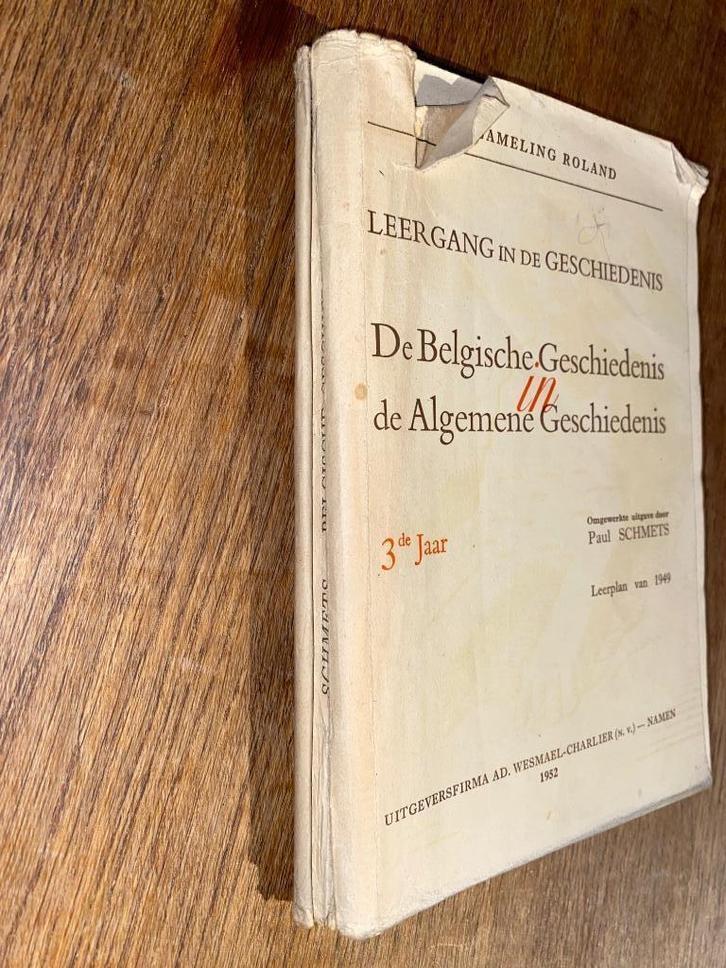 AMELING ROLAND
LEERGANG IN DE GESCHIEDENIS
De Belgische Geschiedenis
in
de Algemene Geschiedenis
3de Jaar
Omgewerkte uitgave door
Paul SCHMETS
Leerplan van 1949
UITGEVERSFIRMA AD. WESMAEL-CHARLIER (N. V.) — NAMEN
1952
SCHMETS